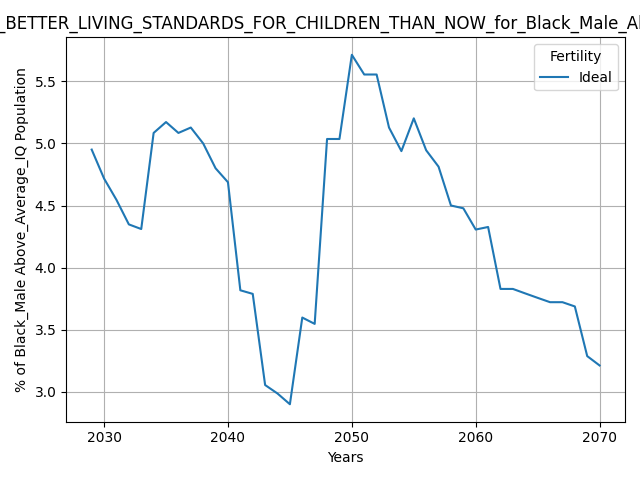 _BETTER_LIVING_STANDARDS_FOR_CHILDREN_THAN_NOW_for_Black_Male_A
Fertility
Ideal
% of Black_Male Above_Average_IQ Population
5.5
5.0
4.5
4.0
3.5
3.0
2030 2040 2050 2060 2070
Years